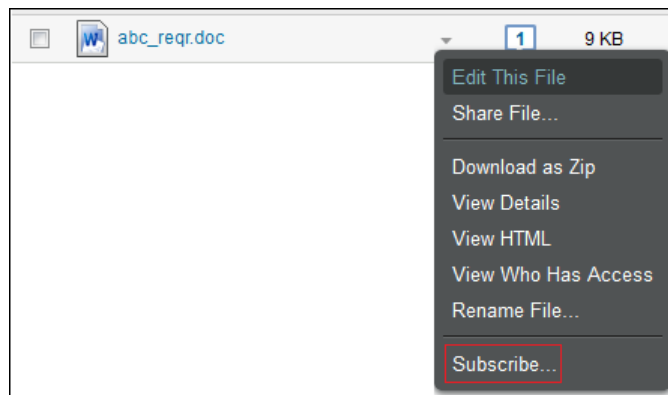 abc_reqr.doc 1 9 KB
Edit This File
Share File...
Download as Zip
View Details
View HTML
View Who Has Access
Rename File...
Subscribe...